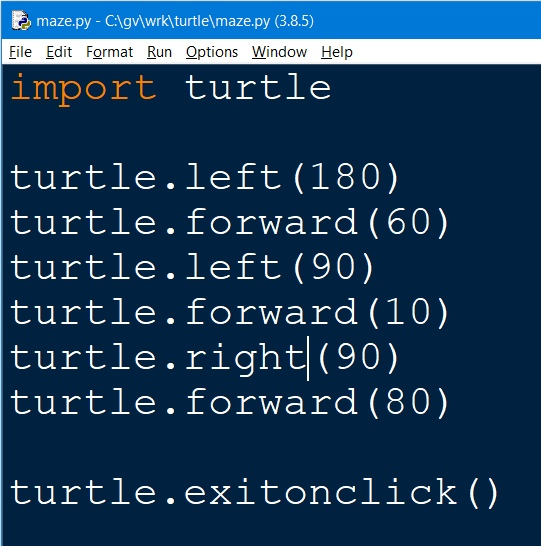 maze.py - C:\gv\wrk\turtle\maze.py (3.8.5)
File Edit Format Run Options Window Help
import turtle
turtle.left(180)
turtle.forward(60)
turtle.left(90)
turtle.forward(10)
turtle.right(90)
turtle.forward(80)
turtle.exitonclick()